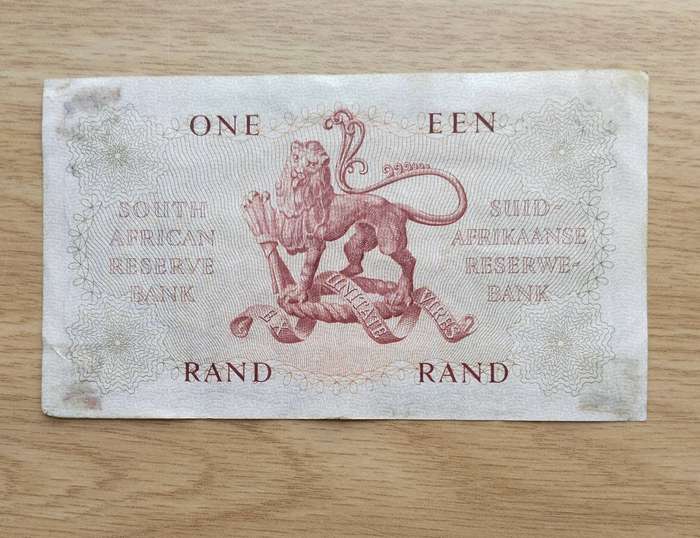 ONE EEN
SOUTH
AFRICAN
RESERVE
BANK
SUID-
AFRIKAANSE
RESERWE-
BANK
EX UNITATE VIRES
RAND RAND